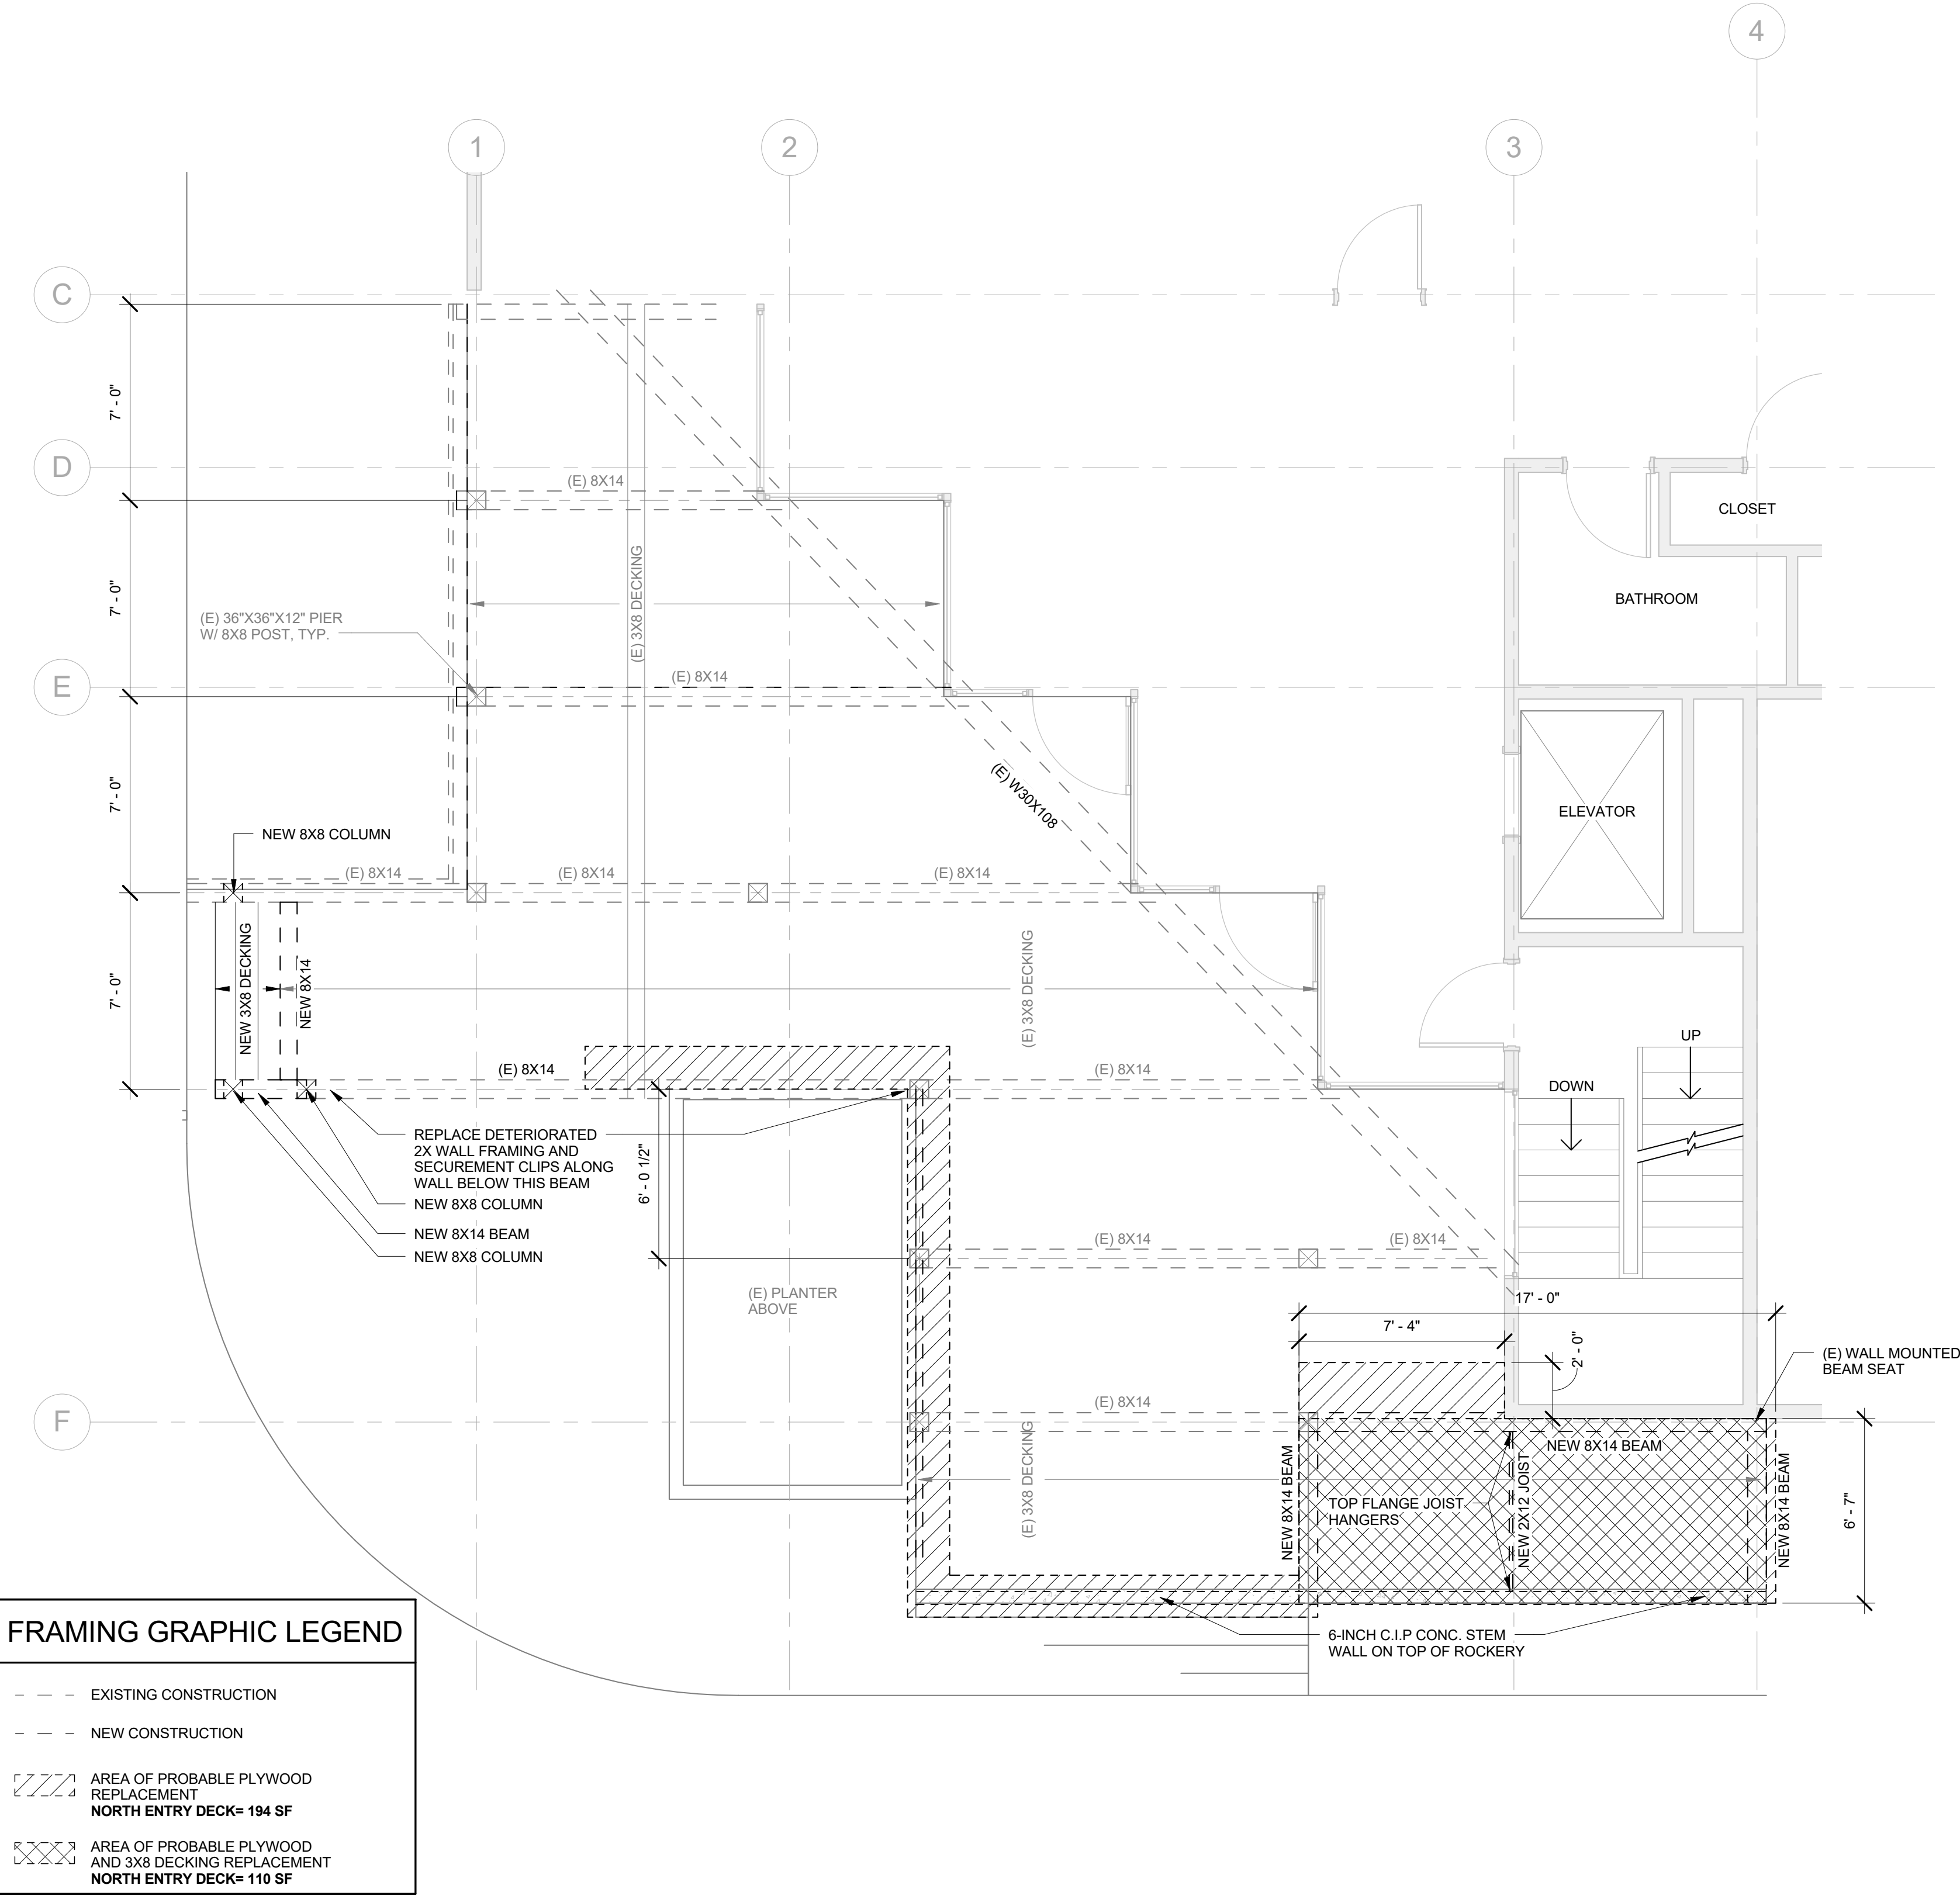 4
1
2
3
C
7' - 0"
D
(E) 8X14
CLOSET
7' - 0"
(E) 3X8 DECKING
BATHROOM
(E) 36"X36"X12" PIER
W/ 8X8 POST, TYP.
E
(E) 8X14
7' - 0"
(E) W30X108
ELEVATOR
NEW 8X8 COLUMN
(E) 8X14
(E) 8X14
(E) 8X14
7' - 0"
NEW 3X8 DECKING
NEW 8X14
(E) 3X8 DECKING
UP
(E) 8X14
(E) 8X14
DOWN
REPLACE DETERIORATED
2X WALL FRAMING AND
SECUREMENT CLIPS ALONG
WALL BELOW THIS BEAM
6' - 0 1/2"
NEW 8X8 COLUMN
NEW 8X14 BEAM
NEW 8X8 COLUMN
(E) 8X14
(E) 8X14
(E) PLANTER
ABOVE
17' - 0"
7' - 4"
2' - 0"
(E) WALL MOUNTED
BEAM SEAT
F
(E) 8X14
NEW 8X14 BEAM
(E) 3X8 DECKING
NEW 8X14 BEAM
TOP FLANGE JOIST
HANGERS
NEW 2X12 JOIST
NEW 8X14 BEAM
6' - 7"
6-INCH C.I.P CONC. STEM
WALL ON TOP OF ROCKERY
FRAMING GRAPHIC LEGEND
EXISTING CONSTRUCTION
NEW CONSTRUCTION
AREA OF PROBABLE PLYWOOD
REPLACEMENT
NORTH ENTRY DECK= 194 SF
AREA OF PROBABLE PLYWOOD
AND 3X8 DECKING REPLACEMENT
NORTH ENTRY DECK= 110 SF